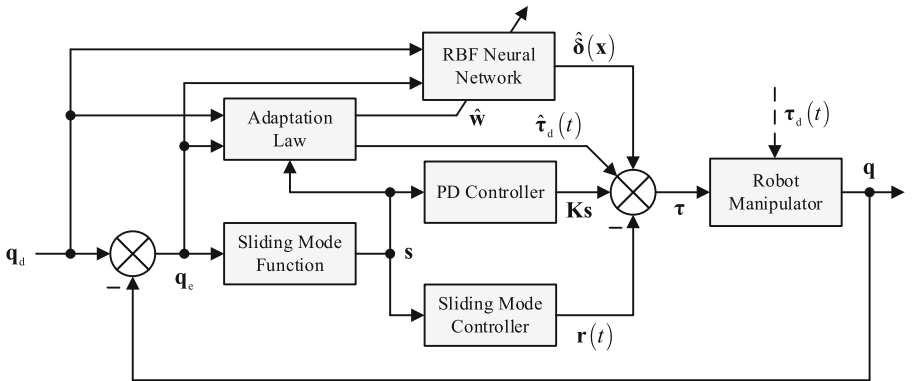 RBF Neural
Network
δ̂(x)
Adaptation
Law
ŵ
τ̂d(t)
τd(t)
PD Controller
Ks
−
τ
Robot
Manipulator
q
qd
−
qe
Sliding Mode
Function
s
Sliding Mode
Controller
r(t)